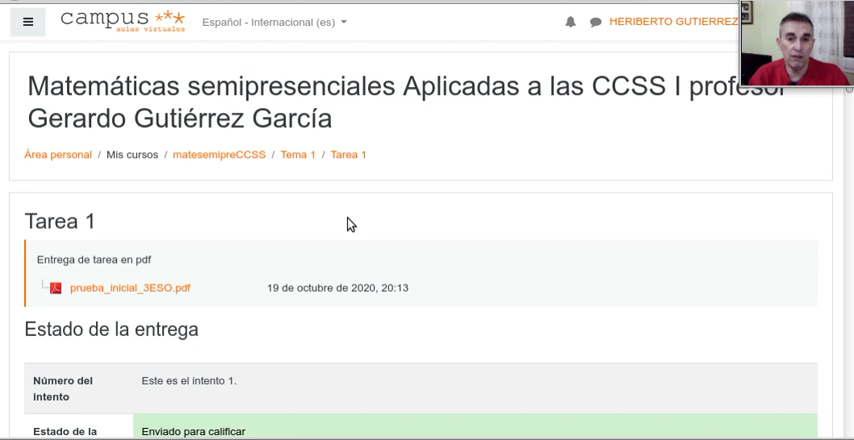 campus
aulas virtuales
Español - Internacional (es)
HERIBERTO GUTIERREZ
Matemáticas semipresenciales Aplicadas a las CCSS I profesor
Gerardo Gutiérrez García
Área personal / Mis cursos / matesemipreCCSS / Tema 1 / Tarea 1
Tarea 1
Entrega de tarea en pdf
prueba_inicial_3ESO.pdf 19 de octubre de 2020, 20:13
Estado de la entrega
Número del Este es el intento 1.
intento
Estado de la Enviado para calificar